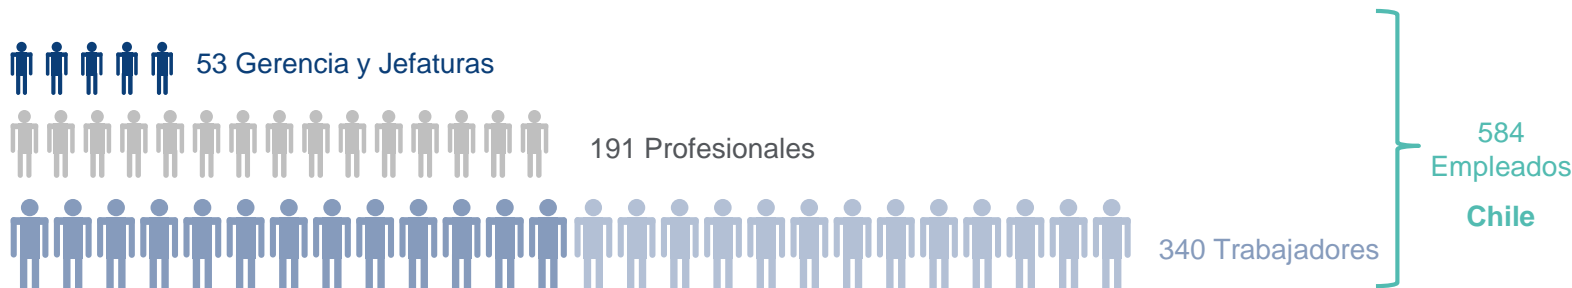 53 Gerencia y Jefaturas
191 Profesionales
340 Trabajadores
584
Empleados
Chile